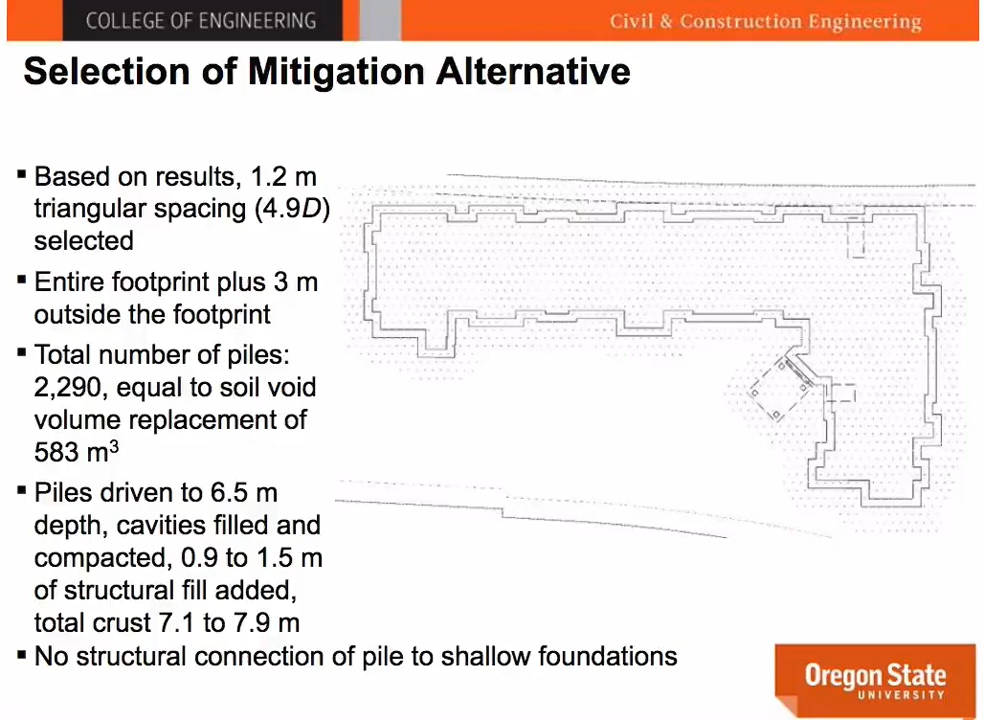 COLLEGE OF ENGINEERING
Civil & Construction Engineering
Selection of Mitigation Alternative
▪ Based on results, 1.2 m
triangular spacing (4.9D)
selected
▪ Entire footprint plus 3 m
outside the footprint
▪ Total number of piles:
2,290, equal to soil void
volume replacement of
583 m³
▪ Piles driven to 6.5 m
depth, cavities filled and
compacted, 0.9 to 1.5 m
of structural fill added,
total crust 7.1 to 7.9 m
▪ No structural connection of pile to shallow foundations
Oregon State
UNIVERSITY